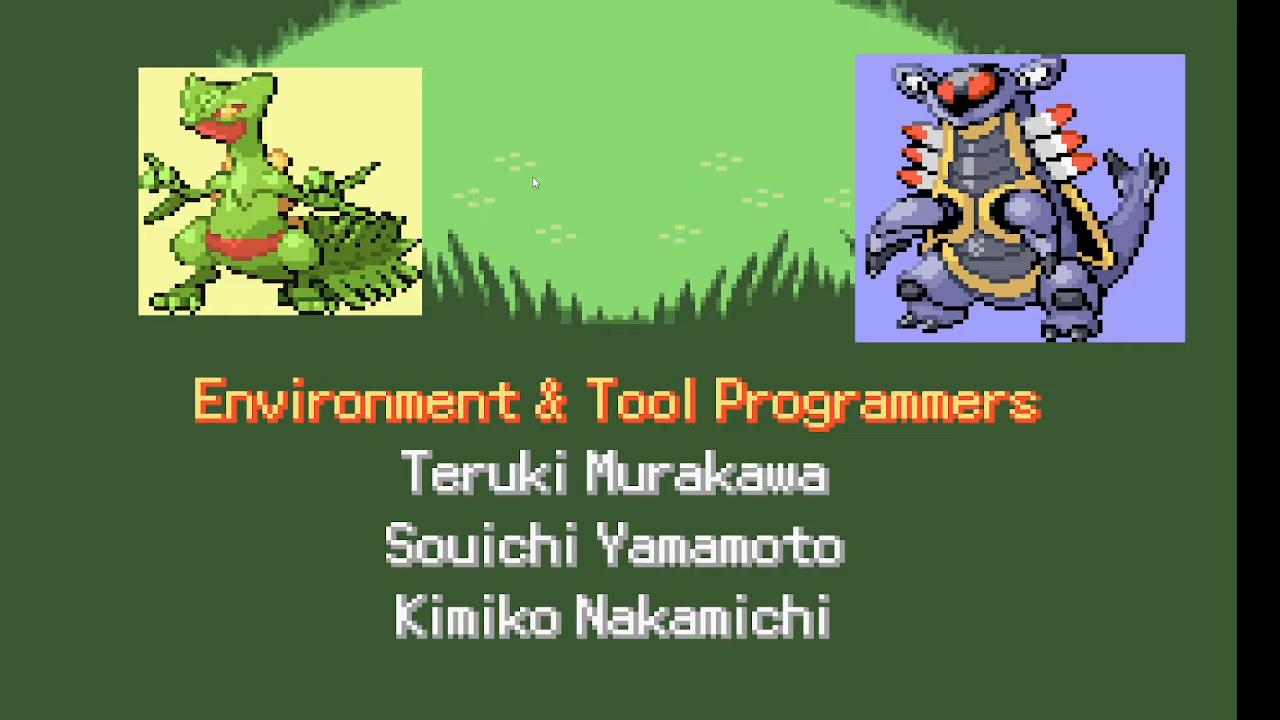 Environment & Tool Programmers
Teruki Murakawa
Souichi Yamamoto
Kimiko Nakamichi